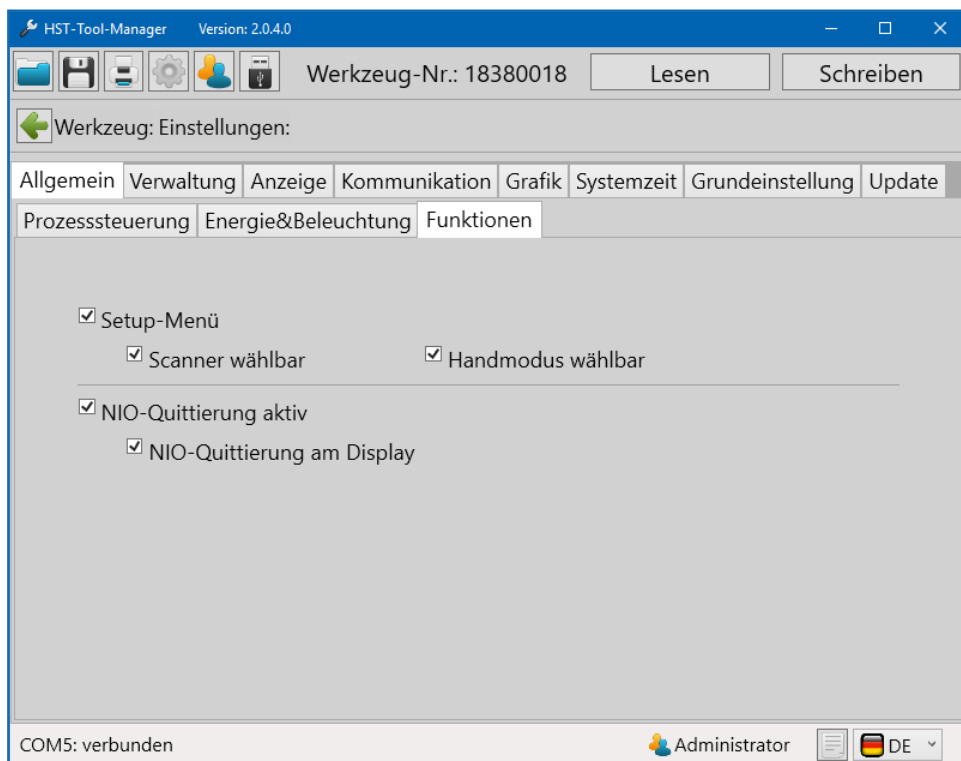 HST-Tool-Manager Version: 2.0.4.0
Werkzeug-Nr.: 18380018 Lesen Schreiben
Werkzeug: Einstellungen:
Allgemein Verwaltung Anzeige Kommunikation Grafik Systemzeit Grundeinstellung Update
Prozesssteuerung Energie&Beleuchtung Funktionen
Setup-Menü
Scanner wählbar Handmodus wählbar
NIO-Quittierung aktiv
NIO-Quittierung am Display
COM5: verbunden Administrator DE